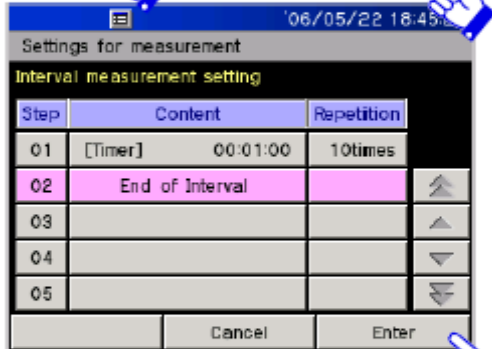 '06/05/22 18:45:2
Settings for measurement
Interval measurement setting
Step Content Repetition
01 [Timer] 00:01:00 10times
02 End of Interval
03
04
05
Cancel Enter